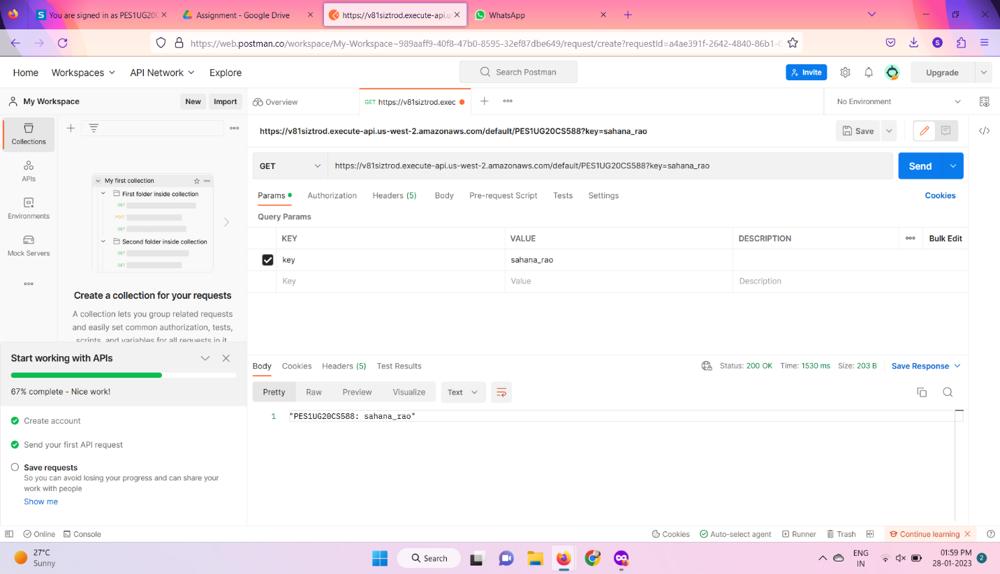 You are signed in as PES1UG20C
Assignment - Google Drive
https://v81siztrod.execute-api.us
WhatsApp
https://web.postman.co/workspace/My-Workspace~989aaff9-40f8-47b0-8595-32ef87dbe649/request/create?requestId=a4ae391f-2642-4840-86b1-0
S
Home
Workspaces
API Network
Explore
Search Postman
Invite
Upgrade
My Workspace
New
Import
Overview
GET https://v81siztrod.exec
No Environment
Collections
APIs
Environments
Mock Servers
My first collection
First folder inside collection
GET
POST
GET
Second folder inside collection
GET
GET
Create a collection for your requests
A collection lets you group related requests
and easily set common authorization, tests,
scripts, and variables for all requests in it.
https://v81siztrod.execute-api.us-west-2.amazonaws.com/default/PES1UG20CS588?key=sahana_rao
Save
GET
https://v81siztrod.execute-api.us-west-2.amazonaws.com/default/PES1UG20CS588?key=sahana_rao
Send
Params
Authorization
Headers (5)
Body
Pre-request Script
Tests
Settings
Cookies
Query Params
KEY
VALUE
DESCRIPTION
Bulk Edit
key
sahana_rao
Key
Value
Description
Start working with APIs
67% complete - Nice work!
Create account
Send your first API request
Save requests
So you can avoid losing your progress and can share your
work with people
Show me
Body
Cookies
Headers (5)
Test Results
Status: 200 OK
Time: 1530 ms
Size: 203 B
Save Response
Pretty
Raw
Preview
Visualize
Text
1 "PES1UG20CS588: sahana_rao"
Online
Console
Cookies
Auto-select agent
Runner
Trash
Continue learning
27°C
Sunny
Search
ENG
IN
01:59 PM
28-01-2023
2